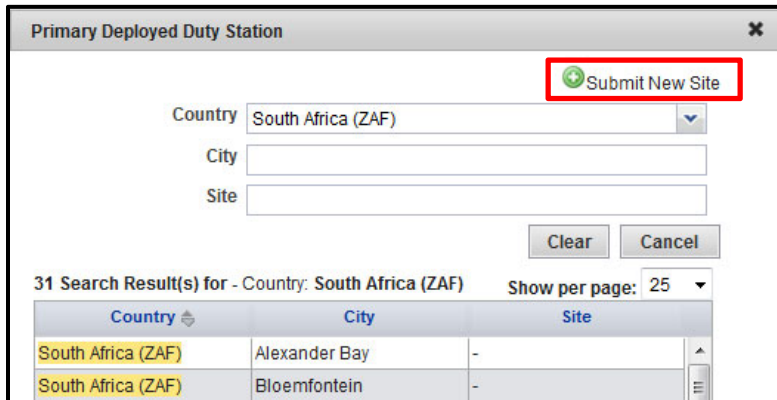 Primary Deployed Duty Station
Submit New Site
Country South Africa (ZAF)
City
Site
Clear Cancel
31 Search Result(s) for - Country: South Africa (ZAF) Show per page: 25
Country City Site
South Africa (ZAF) Alexander Bay -
South Africa (ZAF) Bloemfontein -